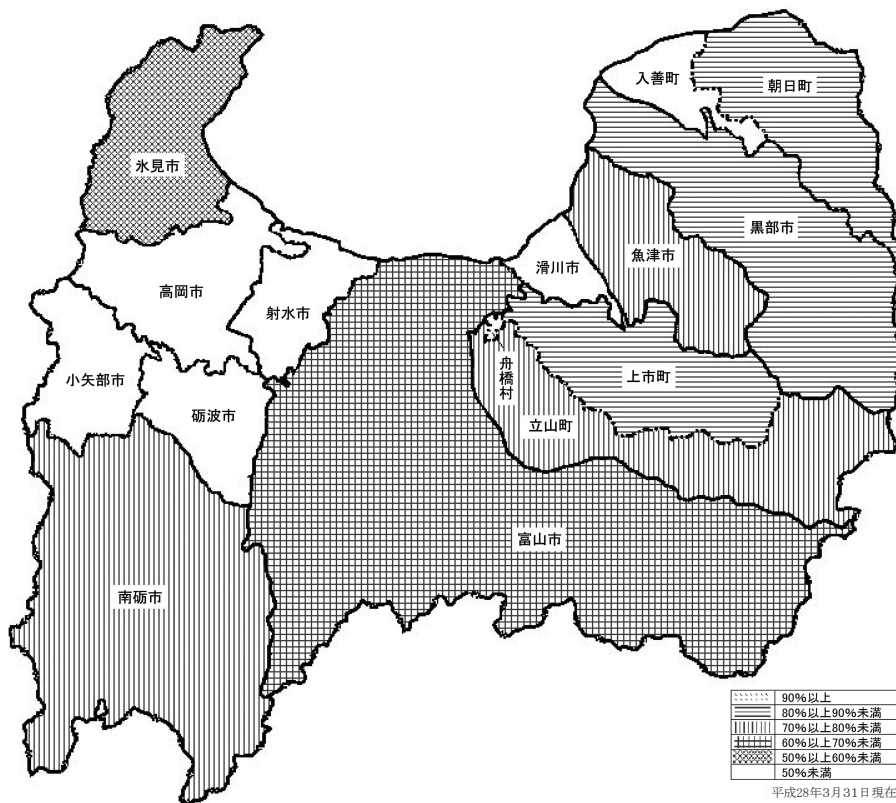 入善町
朝日町
氷見市
黒部市
魚津市
滑川市
高岡市
射水市
小矢部市
舟橋村
上市町
砺波市
立山町
富山市
南砺市
90%以上
80%以上90%未満
70%以上80%未満
60%以上70%未満
50%以上60%未満
50%未満
平成28年3月31日現在